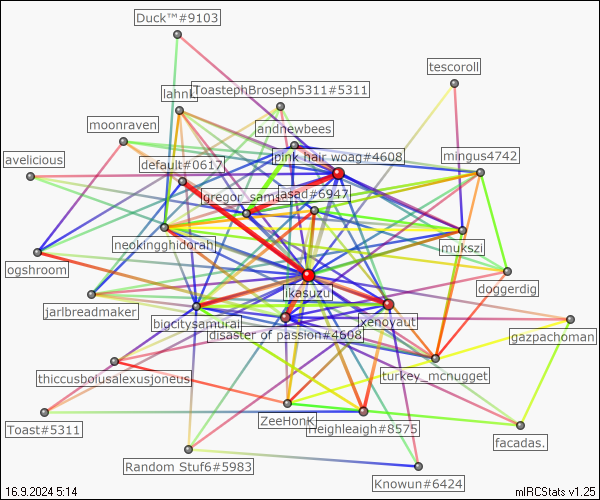 Duck™#9103
tescoroll
lahni
ToastephBroseph5311#5311
moonraven
andnewbees
avelicious
default#0617
pink hair woag#4608
mingus4742
gregor_sams
asad#6947
neokingghidorah
mukszi
ogshroom
ikasuzu
doggerdig
jarlbreadmaker
bigcitysamurai
xenoyaut
disaster of passion#4608
gazpachoman
thiccusbolusalexusjoneus
turkey_mcnugget
ZeeHonK
Heighleaigh#8575
Toast#5311
facadas.
Random Stuf6#5983
Knowun#6424
16.9.2024 5:14
mIRCStats v1.25